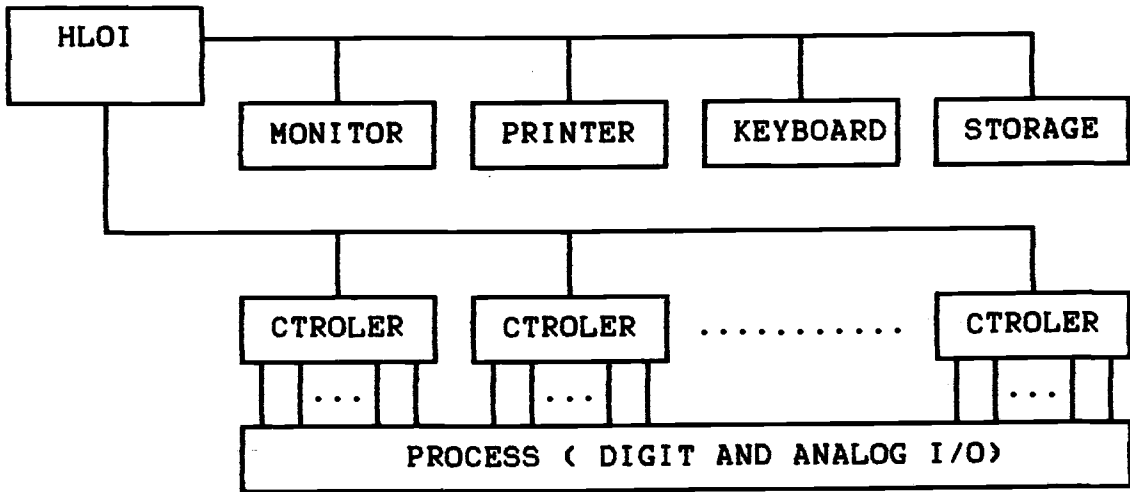 HLOI
MONITOR PRINTER KEYBOARD STORAGE
CTROLER CTROLER ........... CTROLER
... ... ...
PROCESS ( DIGIT AND ANALOG I/O)